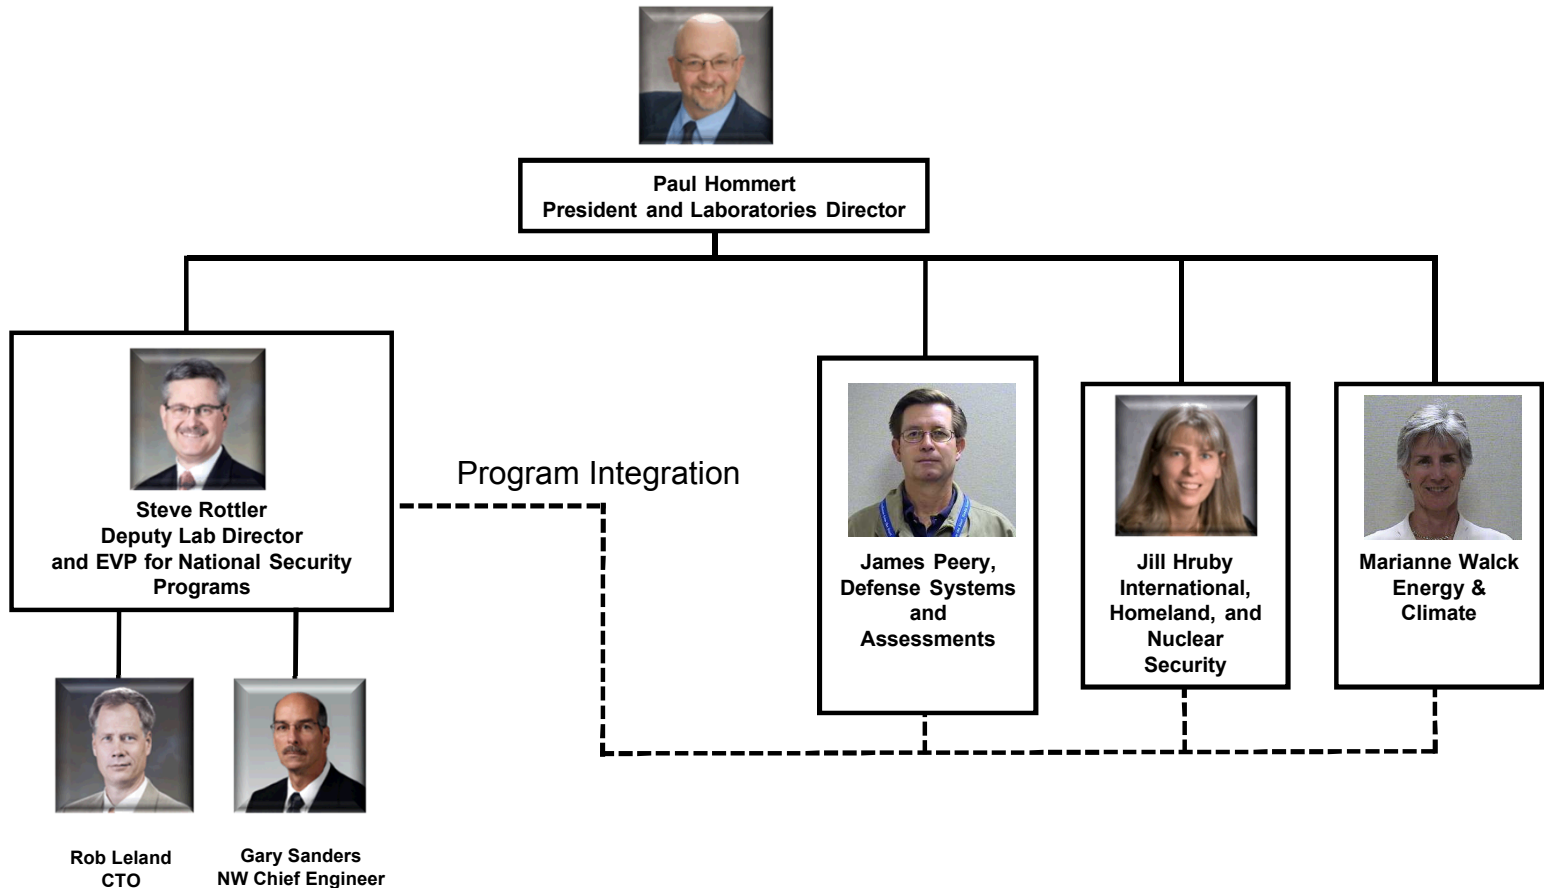 Paul Hommert
President and Laboratories Director
Program Integration
Steve Rottler
Deputy Lab Director
and EVP for National Security
Programs
James Peery,
Defense Systems
and
Assessments
Jill Hruby
International,
Homeland, and
Nuclear
Security
Marianne Walck
Energy &
Climate
Rob Leland
CTO
Gary Sanders
NW Chief Engineer